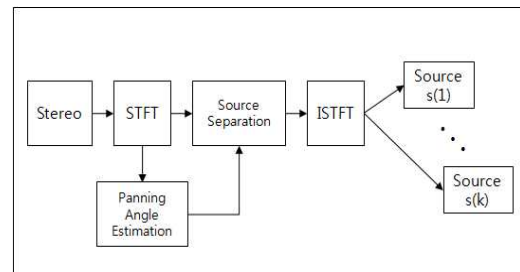 Stereo
STFT
Source
Separation
ISTFT
Source
s(1)
Source
s(k)
Panning
Angle
Estimation